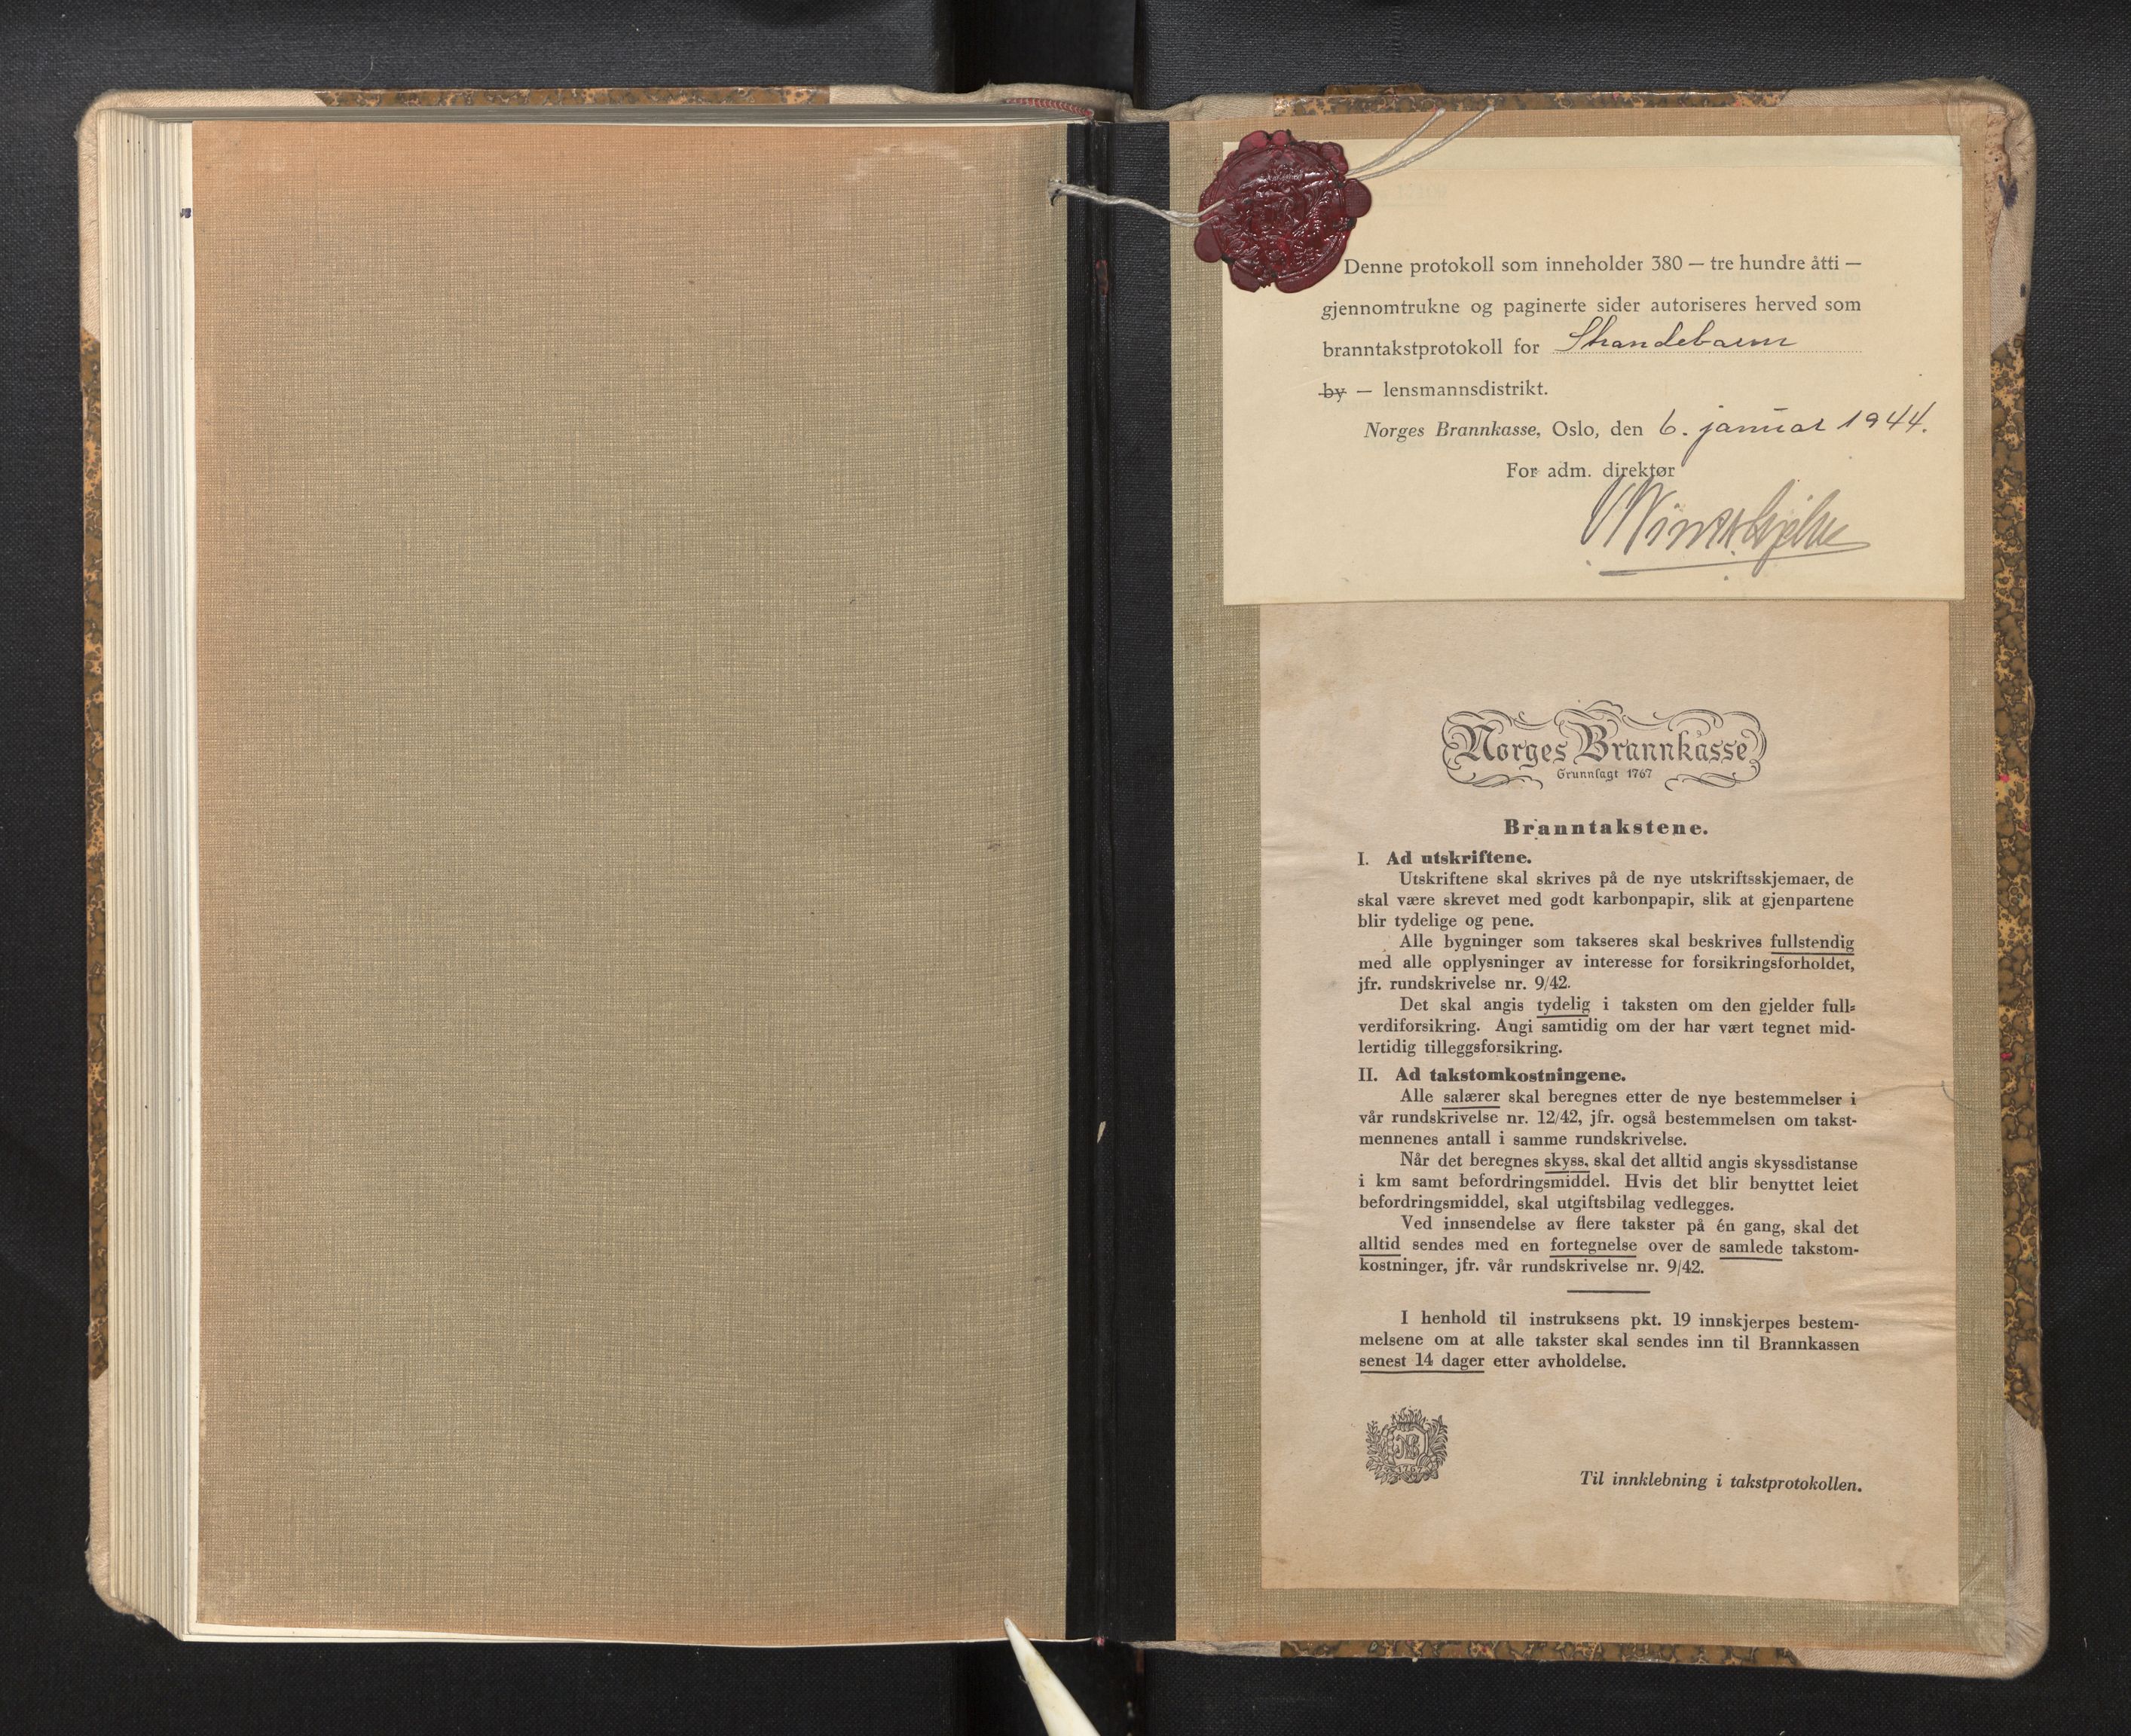 Denne protokoll som inneholder 380 — tre hundre åtti —
gjennomtrukne og paginerte sider autoriseres herved som
branntakstprotokoll for Strandebarm
by — lensmannsdistrikt.
Norges Brannkasse, Oslo, den 6. januar 1944.
For adm. direktør
Norges Brannkasse
Grunnlagt 1767
Branntakstene.
I. Ad utskriftene.
Utskriftene skal skrives på de nye utskriftsskjemaer, de
skal være skrevet med godt karbonpapir, slik at gjenpartene
blir tydelige og pene.
Alle bygninger som takseres skal beskrives fullstendig
med alle opplysninger av interesse for forsikringsforholdet,
jfr. rundskrivelse nr. 9/42.
Det skal angis tydelig i taksten om den gjelder full-
verdiforsikring. Angi samtidig om der har vært tegnet mid-
lertidig tilleggsforsikring.
II. Ad takstomkostningene.
Alle salærer skal beregnes etter de nye bestemmelser i
vår rundskrivelse nr. 12/42, jfr. også bestemmelsen om takst-
mennenes antall i samme rundskrivelse.
Når det beregnes skyss, skal det alltid angis skyssdistanse
i km samt befordringsmiddel. Hvis det blir benyttet leiet
befordringsmiddel, skal utgiftsbilag vedlegges.
Ved innsendelse av flere takster på én gang, skal det
alltid sendes med en fortegnelse over de samlede takstom-
kostninger, jfr. vår rundskrivelse nr. 9/42.
I henhold til instruksens pkt. 19 innskjerpes bestem-
melsene om at alle takster skal sendes inn til Brannkassen
senest 14 dager etter avholdelse.
NB
1767
Til innklebning i takstprotokollen.